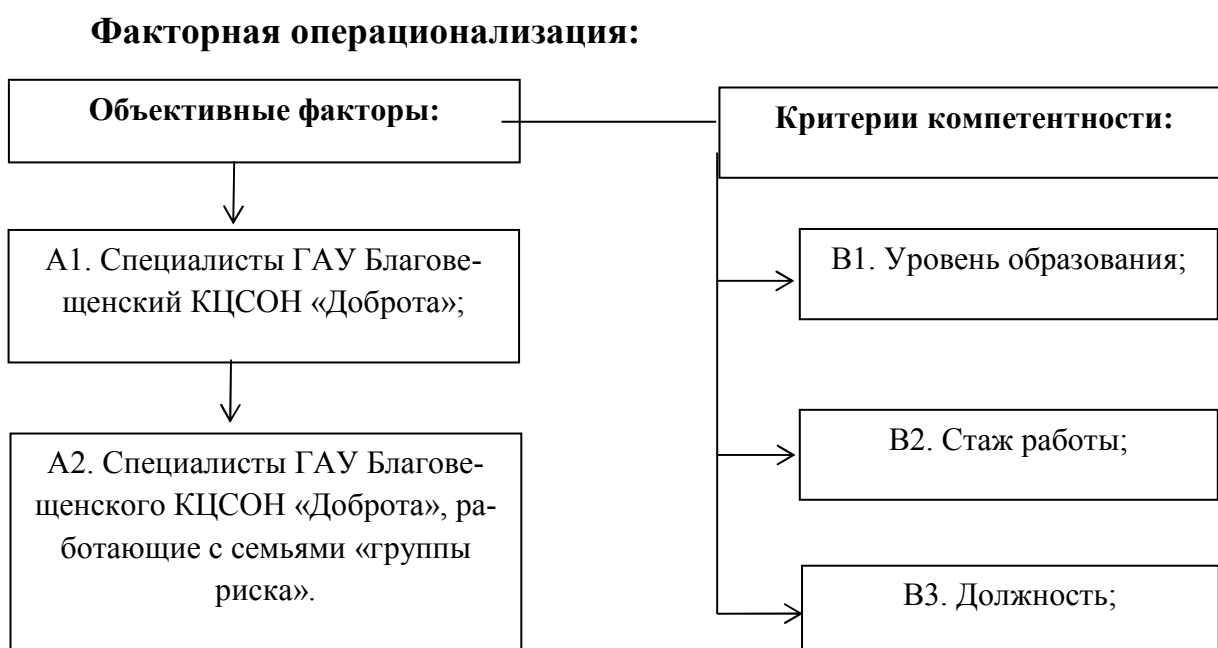 Факторная операционализация:
Объективные факторы:
А1. Специалисты ГАУ Благове-
щенский КЦСОН «Доброта»;
А2. Специалисты ГАУ Благове-
щенского КЦСОН «Доброта», ра-
ботающие с семьями «группы
риска».
Критерии компетентности:
В1. Уровень образования;
В2. Стаж работы;
В3. Должность;